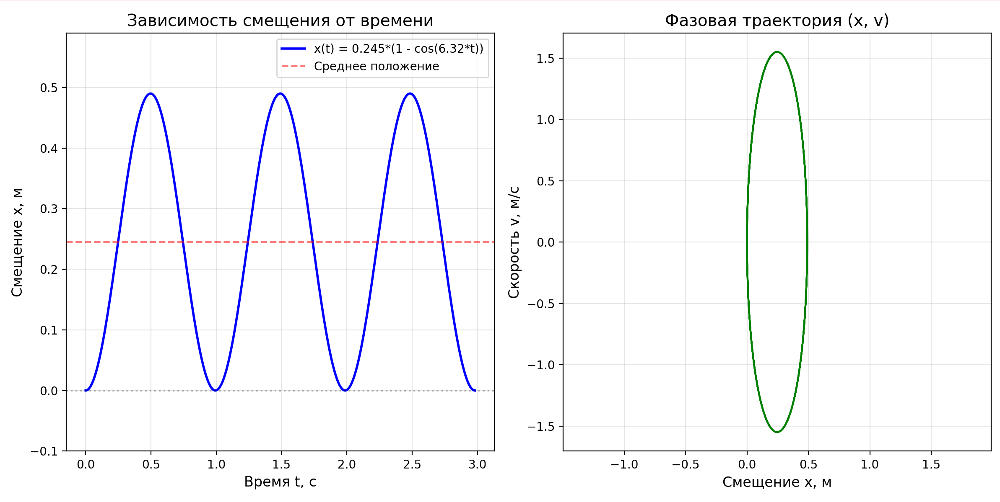 Зависимость смещения от времени
x(t) = 0.245*(1 - cos(6.32*t))
Среднее положение
Смещение x, м
0.5
0.4
0.3
0.2
0.1
0.0
−0.1
0.0 0.5 1.0 1.5 2.0 2.5 3.0
Время t, с
Фазовая траектория (x, v)
Скорость v, м/с
1.5
1.0
0.5
0.0
−0.5
−1.0
−1.5
−1.0 −0.5 0.0 0.5 1.0 1.5
Смещение x, м